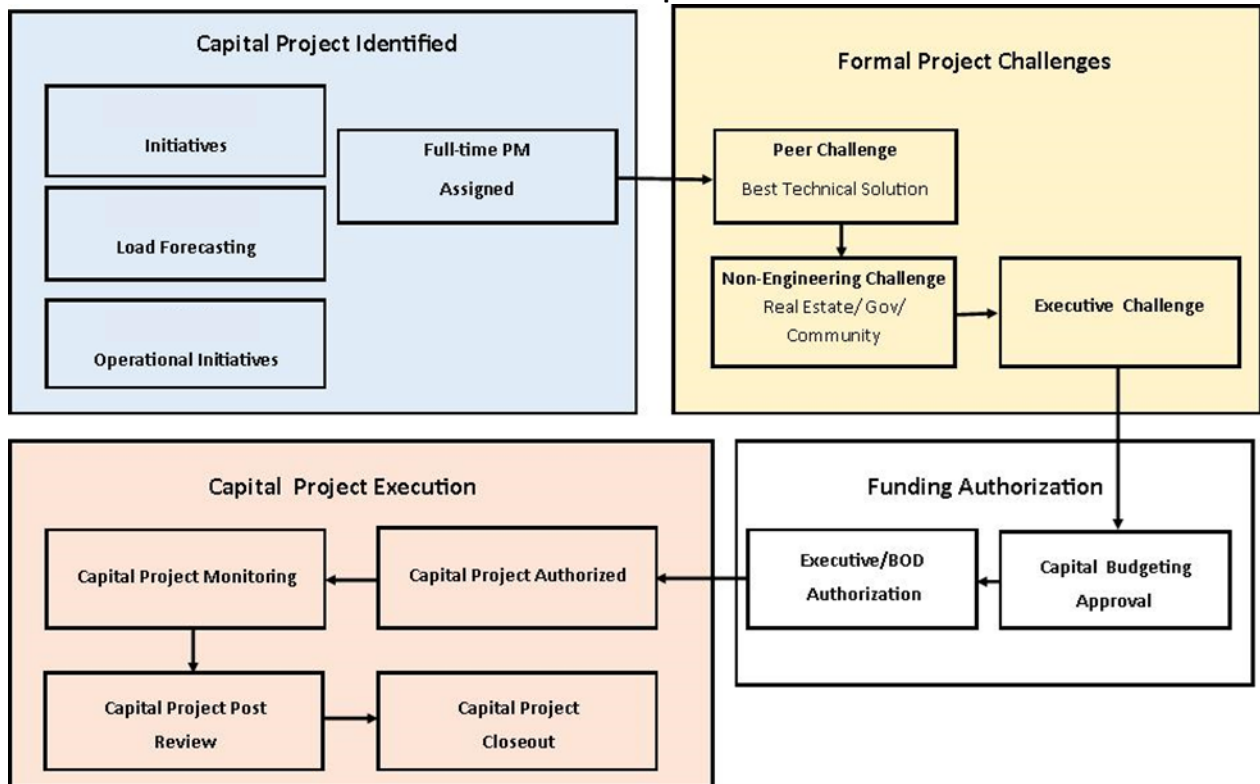 Capital Project Identified
Initiatives
Load Forecasting
Operational Initiatives
Full-time PM
Assigned
Formal Project Challenges
Peer Challenge
Best Technical Solution
Non-Engineering Challenge
Real Estate/ Gov/
Community
Executive Challenge
Funding Authorization
Capital Budgeting
Approval
Executive/BOD
Authorization
Capital Project Execution
Capital Project Authorized
Capital Project Monitoring
Capital Project Post
Review
Capital Project
Closeout